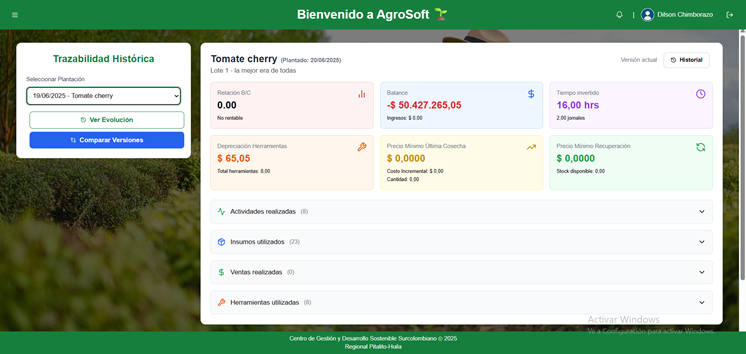 Bienvenido a AgroSoft
Dilson Chimborazo
Trazabilidad Histórica
Seleccionar Plantación
19/06/2025 - Tomate cherry
Ver Evolución
Comparar Versiones
Tomate cherry (Plantado: 20/06/2025)
Lote 1 - la mejor era de todas
Versión actual
Historial
Relación B/C
0.00
No rentable
Balance
-$ 50.427.265,05
Ingresos: $ 0,00
Tiempo invertido
16,00 hrs
2,00 jornales
Depreciación Herramientas
$ 65,05
Total herramientas: 8,00
Precio Mínimo Última Cosecha
$ 0,0000
Costo Incremental: $ 0,00
Cantidad: 0,00
Precio Mínimo Recuperación
$ 0,0000
Stock disponible: 0,00
Actividades realizadas (8)
Insumos utilizados (23)
Ventas realizadas (0)
Herramientas utilizadas (8)
Activar Windows
Ve a Configuración para activar Windows.
Centro de Gestión y Desarrollo Sostenible Surcolombiano © 2025
Regional Pitalito-Huila